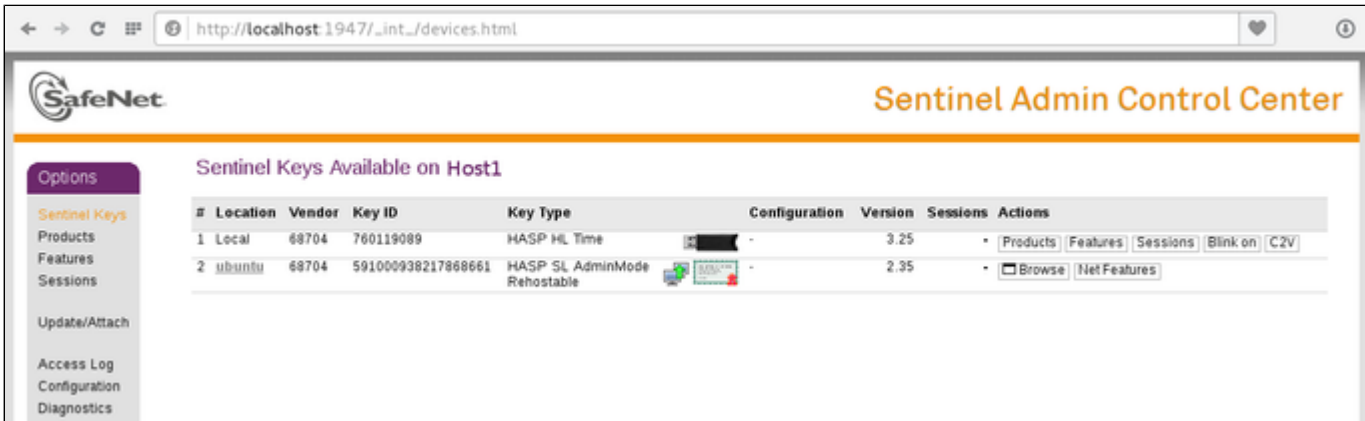 http://localhost:1947/_int_/devices.html
SafeNet.
Sentinel Admin Control Center
Options
Sentinel Keys
Products
Features
Sessions
Update/Attach
Access Log
Configuration
Diagnostics
Sentinel Keys Available on Host1
# Location Vendor Key ID Key Type Configuration Version Sessions Actions
1 Local 68704 760119089 HASP HL Time - 3.25 - Products Features Sessions Blink on C2V
2 ubuntu 68704 591000938217868661 HASP SL AdminMode - 2.35 - Browse Net Features
Rehostable